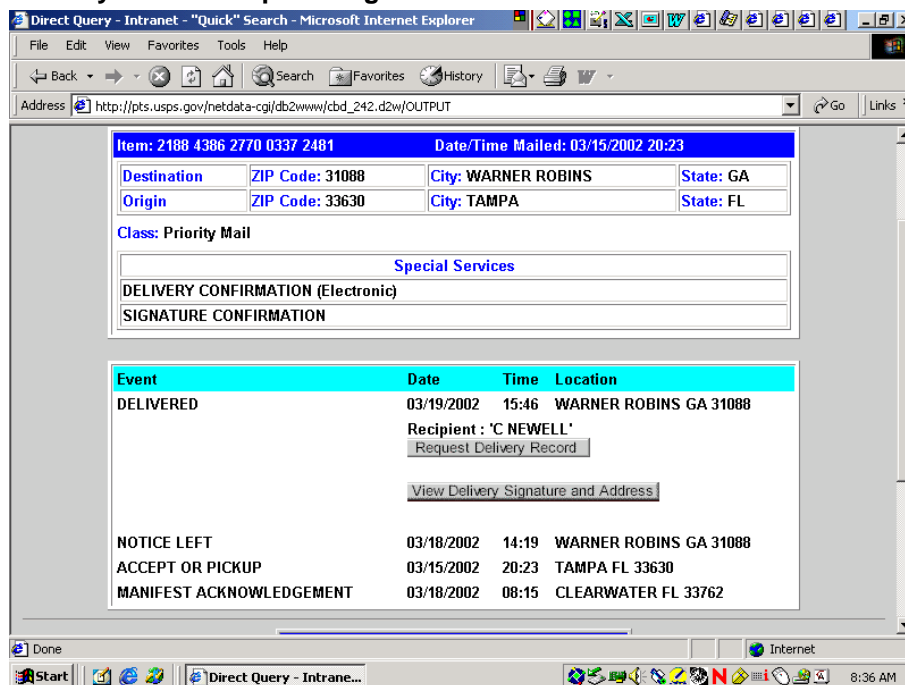 Direct Query - Intranet - "Quick" Search - Microsoft Internet Explorer
File Edit View Favorites Tools Help
Back Search Favorites History
Address http://pts.usps.gov/netdata-cgi/db2www/cbd_242.d2w/OUTPUT Go Links
Item: 2188 4386 2770 0337 2481 Date/Time Mailed: 03/15/2002 20:23
Destination ZIP Code: 31088 City: WARNER ROBINS State: GA
Origin ZIP Code: 33630 City: TAMPA State: FL
Class: Priority Mail
Special Services
DELIVERY CONFIRMATION (Electronic)
SIGNATURE CONFIRMATION
Event Date Time Location
DELIVERED 03/19/2002 15:46 WARNER ROBINS GA 31088
Recipient : 'C NEWELL'
Request Delivery Record
View Delivery Signature and Address
NOTICE LEFT 03/18/2002 14:19 WARNER ROBINS GA 31088
ACCEPT OR PICKUP 03/15/2002 20:23 TAMPA FL 33630
MANIFEST ACKNOWLEDGEMENT 03/18/2002 08:15 CLEARWATER FL 33762
Done Internet
Start Direct Query - Intrane... 8:36 AM